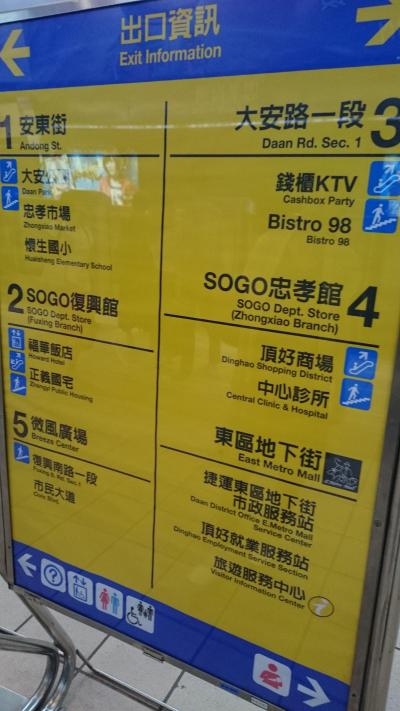 出口資訊
Exit Information
1 安東街
Andong St.
大安公園
Daan Park
忠孝市場
Zhongxiao Market
懷生國小
Huaisheng Elementary School
2 SOGO復興館
SOGO Dept. Store
(Fuxing Branch)
福華飯店
Howard Hotel
正義國宅
Zhengyi Public Housing
5 微風廣場
Breeze Center
復興南路一段
Fuxing S. Rd. Sec. 1
市民大道
Civic Blvd.
大安路一段 3
Daan Rd. Sec. 1
錢櫃KTV
Cashbox Party
Bistro 98
Bistro 98
SOGO忠孝館 4
SOGO Dept. Store
(Zhongxiao Branch)
頂好商場
Dinghao Shopping District
中心診所
Central Clinic & Hospital
東區地下街
East Metro Mall
捷運東區地下街
市政服務站
Daan District Office E.Metro Mall
Service Center
頂好就業服務站
Dinghao Employment Service Section
旅遊服務中心
Visitor Information Center